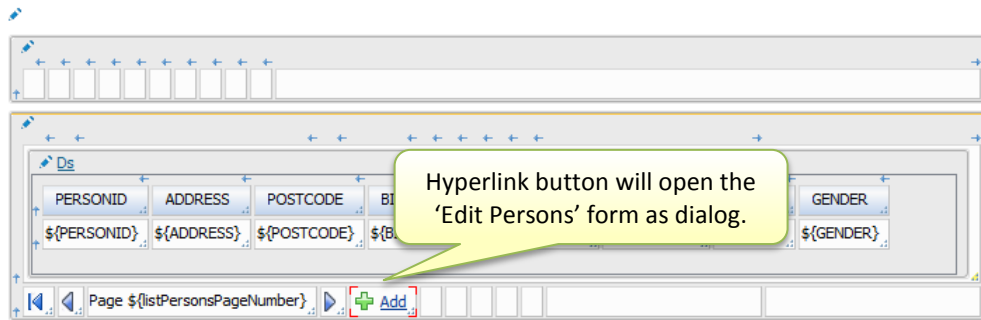 Ds
PERSONID ADDRESS POSTCODE BI GENDER
${PERSONID} ${ADDRESS} ${POSTCODE} ${B ${GENDER}
Hyperlink button will open the
‘Edit Persons’ form as dialog.
Page ${listPersonsPageNumber} Add